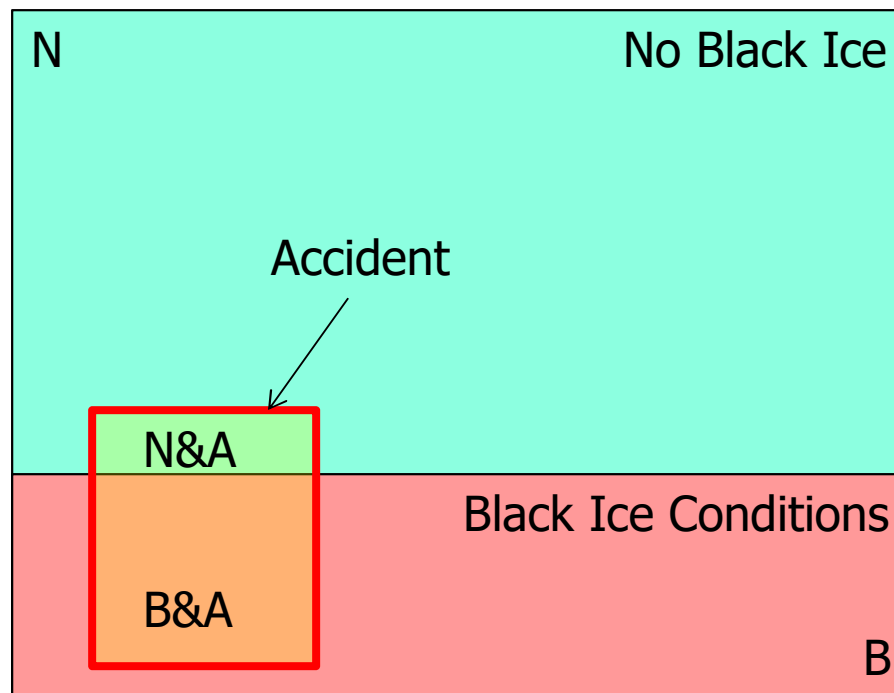 N
No Black Ice
Accident
N&A
Black Ice Conditions
B&A
B